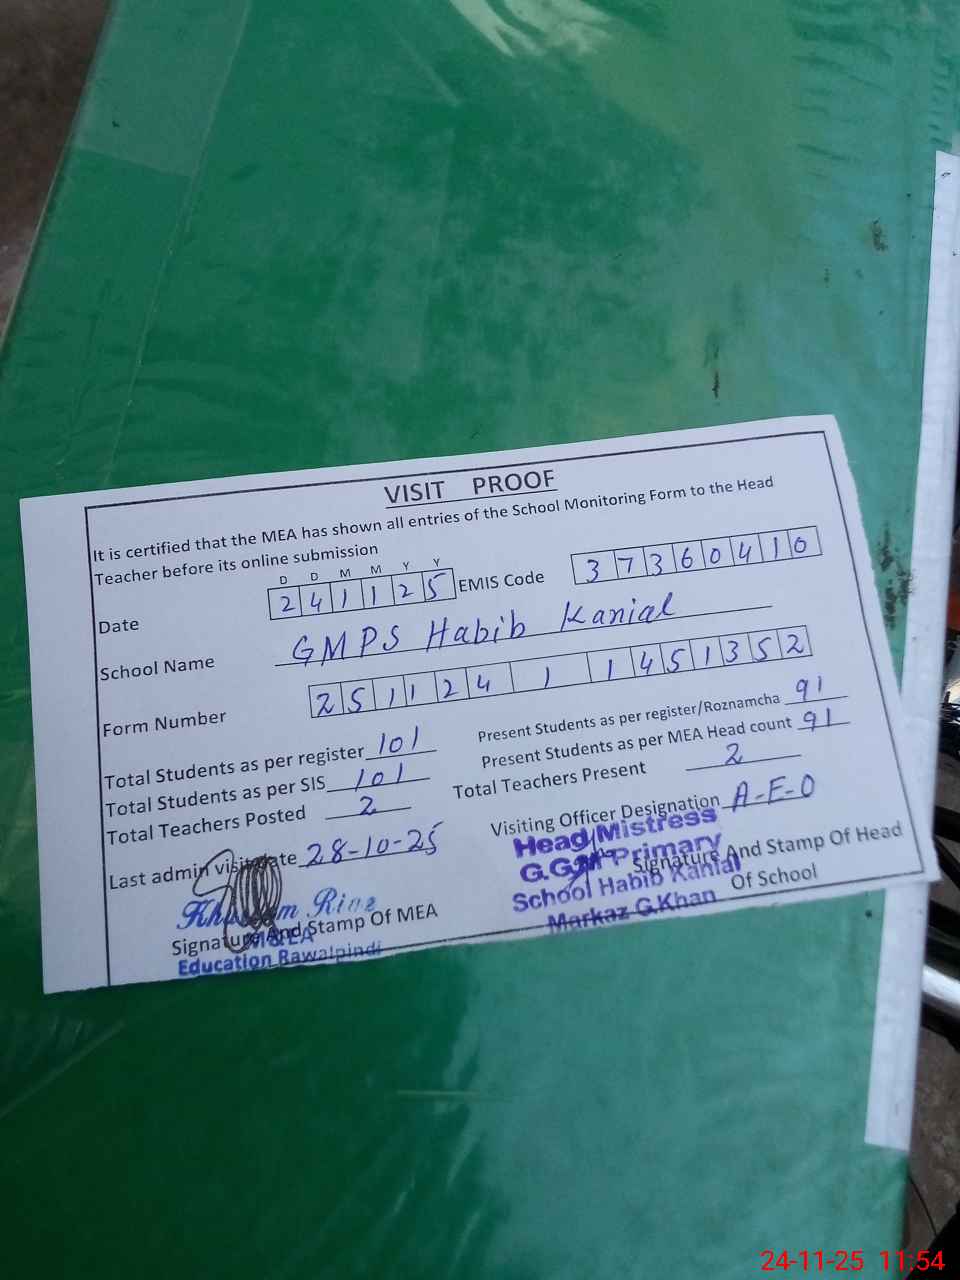 VISIT PROOF
It is certified that the MEA has shown all entries of the School Monitoring Form to the Head
Teacher before its online submission
D D M M Y Y
Date 2 4 1 1 2 5 EMIS Code 3 7 3 6 0 4 1 0
School Name GMPS Habib Kanial
Form Number 2 5 1 1 2 4 1 1 4 5 1 3 5 2
Total Students as per register 101 Present Students as per register/Roznamcha 91
Total Students as per SIS 101 Present Students as per MEA Head count 91
Total Teachers Posted 2 Total Teachers Present 2
Last admin visit date 28-10-25 Visiting Officer Designation A-E-O
Head Mistress
Primary
School Habib Kanial
Markaz G.Khan
Signature And Stamp Of Head
Of School
Signature And Stamp Of MEA
M&EA
Education Rawalpindi
24-11-25 11:54